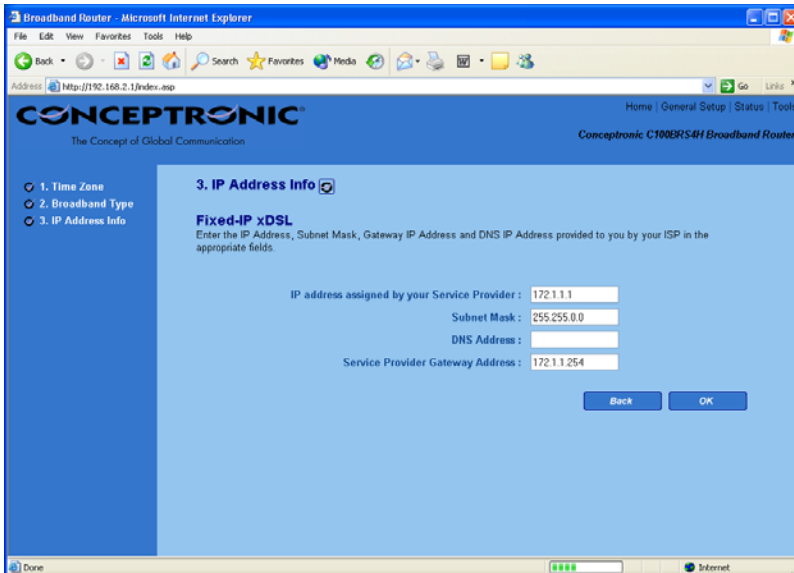 Broadband Router - Microsoft Internet Explorer
File Edit View Favorites Tools Help
Back Search Favorites Media
Address http://192.168.2.1/index.asp Go Links
CONCEPTRONIC
The Concept of Global Communication
Home | General Setup | Status | Tools
Conceptronic C100BRS4H Broadband Router
1. Time Zone
2. Broadband Type
3. IP Address Info
3. IP Address Info
Fixed-IP xDSL
Enter the IP Address, Subnet Mask, Gateway IP Address and DNS IP Address provided to you by your ISP in the
appropriate fields.
IP address assigned by your Service Provider : 172.1.1.1
Subnet Mask : 255.255.0.0
DNS Address :
Service Provider Gateway Address : 172.1.1.254
Back OK
Done Internet